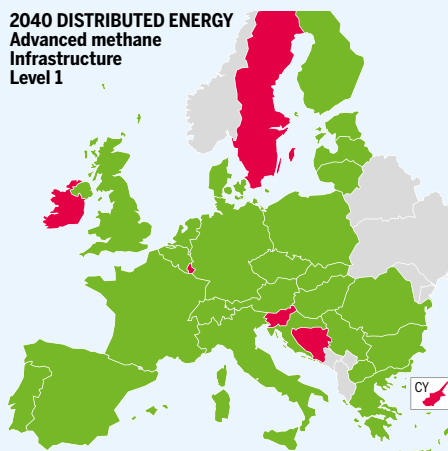 2040 DISTRIBUTED ENERGY
Advanced methane
Infrastructure
Level 1
CY